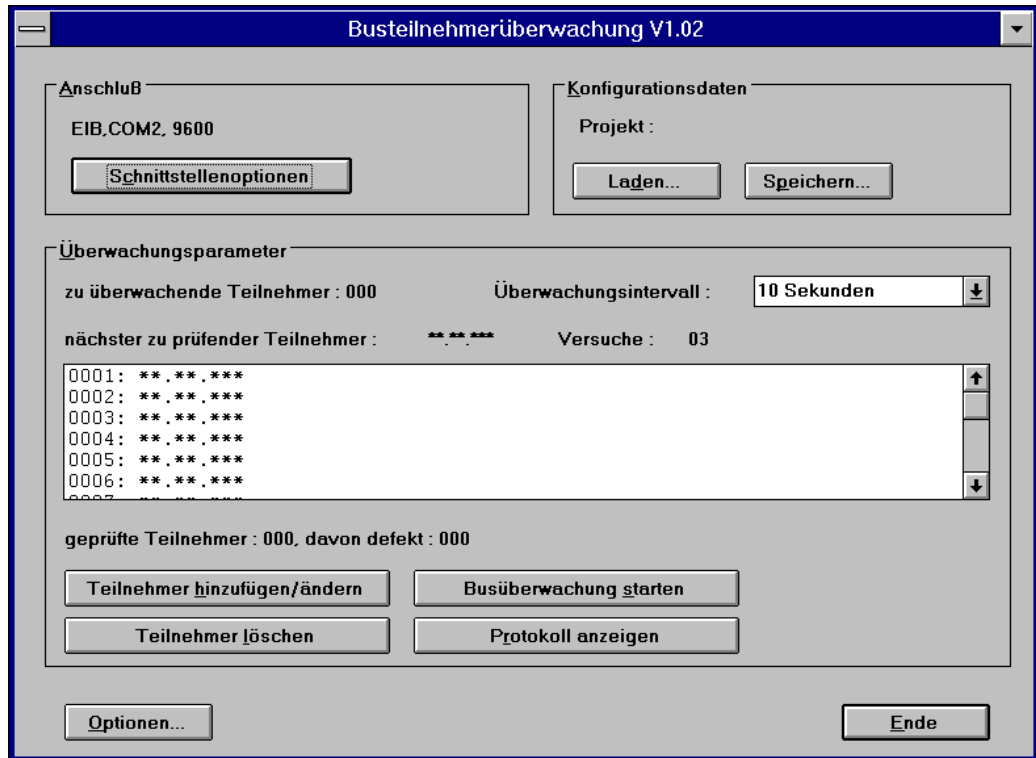 Busteilnehmerüberwachung V1.02
Anschluß
EIB,COM2, 9600
Schnittstellenoptionen
Konfigurationsdaten
Projekt :
Laden...
Speichern...
Überwachungsparameter
zu überwachende Teilnehmer : 000
Überwachungsintervall :
10 Sekunden
nächster zu prüfender Teilnehmer :
**.**.***
Versuche :
03
0001: **.**.***
0002: **.**.***
0003: **.**.***
0004: **.**.***
0005: **.**.***
0006: **.**.***
geprüfte Teilnehmer : 000, davon defekt : 000
Teilnehmer hinzufügen/ändern
Busüberwachung starten
Teilnehmer löschen
Protokoll anzeigen
Optionen...
Ende